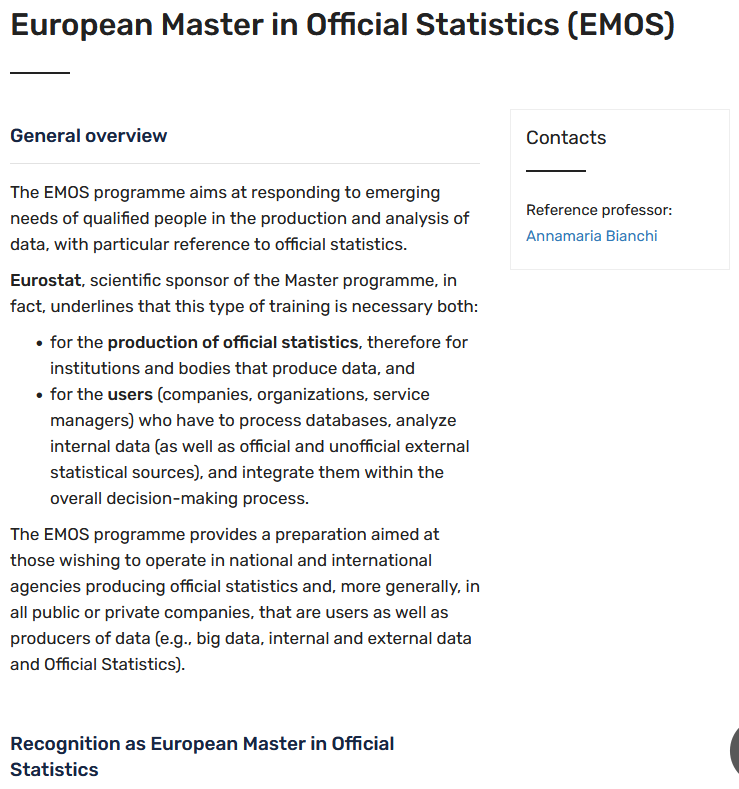 European Master in Official Statistics (EMOS)
General overview
The EMOS programme aims at responding to emerging
needs of qualified people in the production and analysis of
data, with particular reference to official statistics.
Eurostat, scientific sponsor of the Master programme, in
fact, underlines that this type of training is necessary both:
• for the production of official statistics, therefore for
institutions and bodies that produce data, and
• for the users (companies, organizations, service
managers) who have to process databases, analyze
internal data (as well as official and unofficial external
statistical sources), and integrate them within the
overall decision-making process.
The EMOS programme provides a preparation aimed at
those wishing to operate in national and international
agencies producing official statistics and, more generally, in
all public or private companies, that are users as well as
producers of data (e.g., big data, internal and external data
and Official Statistics).
Recognition as European Master in Official
Statistics
Contacts
Reference professor:
Annamaria Bianchi